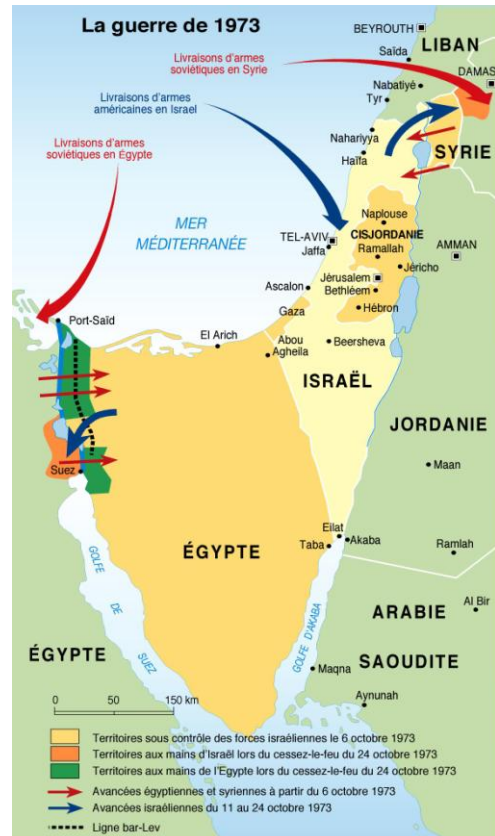 La guerre de 1973
BEYROUTH
LIBAN
Saïda
Livraisons d'armes
soviétiques en Syrie
DAMAS
Nabatiyé
Tyr
Livraisons d'armes
américaines en Israel
Nahariyya
SYRIE
Haïfa
Livraisons d'armes
soviétiques en Égypte
MER
MÉDITERRANÉE
Naplouse
TEL-AVIV
CISJORDANIE
Jaffa
Ramallah
AMMAN
Jéricho
Jérusalem
Bethléem
Ascalon
Hébron
Gaza
Port-Saïd
El Arich
Abou
Agheila
Beersheva
ISRAËL
JORDANIE
Maan
Suez
Eilat
Taba
Akaba
Ramlah
ÉGYPTE
GOLFE
DE
SUEZ
GOLFE D'AKABA
ARABIE
SAOUDITE
Al Bir
ÉGYPTE
Maqna
Aynunah
0 50 150 km
Territoires sous contrôle des forces israéliennes le 6 octobre 1973
Territoires aux mains d'Israël lors du cessez-le-feu du 24 octobre 1973
Territoires aux mains de l'Egypte lors du cessez-le-feu du 24 octobre 1973
Avancées égyptiennes et syriennes à partir du 6 octobre 1973
Avancées israéliennes du 11 au 24 octobre 1973
Ligne bar-Lev